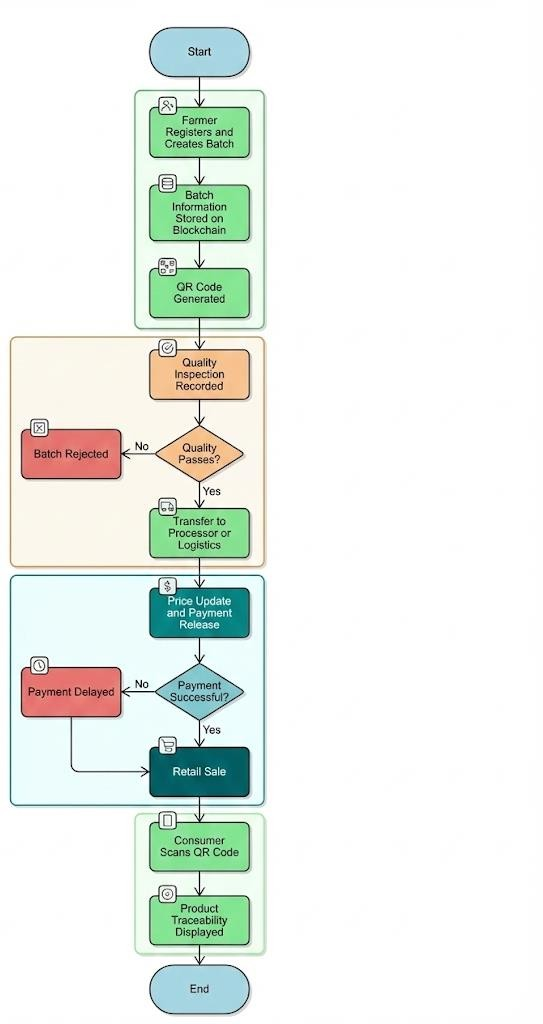 Start
Farmer
Registers and
Creates Batch
Batch
Information
Stored on
Blockchain
QR Code
Generated
Quality
Inspection
Recorded
Batch Rejected
No
Quality
Passes?
Yes
Transfer to
Processor or
Logistics
$
Price Update
and Payment
Release
Payment Delayed
No
Payment
Successful?
Yes
Retail Sale
Consumer
Scans QR Code
Product
Traceability
Displayed
End